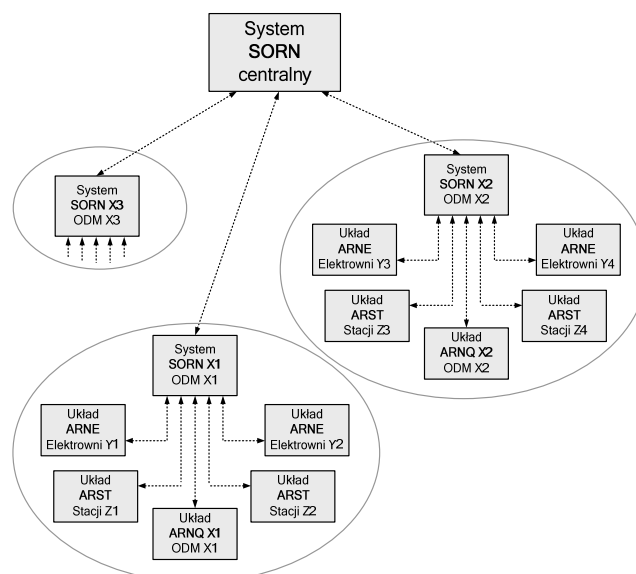 System
SORN
centralny
System
SORN X3
ODM X3
System
SORN X2
ODM X2
Układ
ARNE
Elektrowni Y3
Układ
ARNE
Elektrowni Y4
Układ
ARST
Stacji Z3
Układ
ARST
Stacji Z4
Układ
ARNQ X2
ODM X2
System
SORN X1
ODM X1
Układ
ARNE
Elektrowni Y1
Układ
ARNE
Elektrowni Y2
Układ
ARST
Stacji Z1
Układ
ARST
Stacji Z2
Układ
ARNQ X1
ODM X1